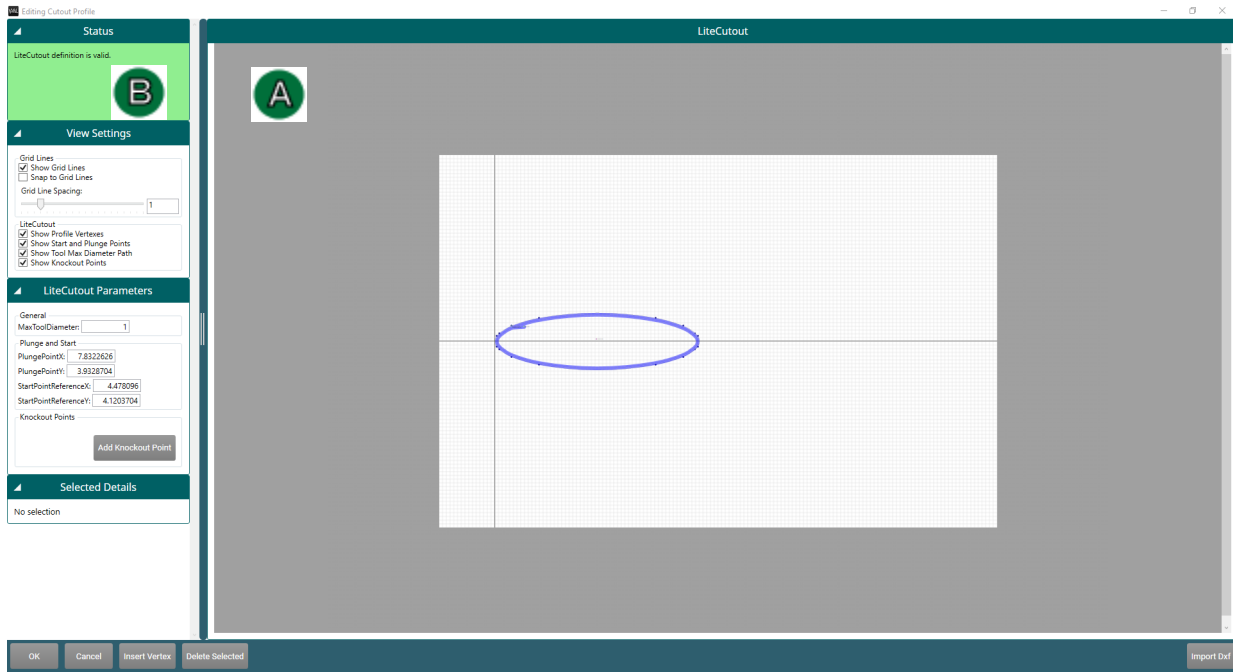 VAL Editing Cutout Profile
Status
LiteCutout definition is valid.
B
View Settings
Grid Lines
Show Grid Lines
Snap to Grid Lines
Grid Line Spacing:
1
LiteCutout
Show Profile Vertexes
Show Start and Plunge Points
Show Tool Max Diameter Path
Show Knockout Points
LiteCutout Parameters
General
MaxToolDiameter: 1
Plunge and Start
PlungePointX: 7.8322626
PlungePointY: 3.9328704
StartPointReferenceX: 4.478096
StartPointReferenceY: 4.1203704
Knockout Points
Add Knockout Point
Selected Details
No selection
LiteCutout
A
OK
Cancel
Insert Vertex
Delete Selected
Import Dxf